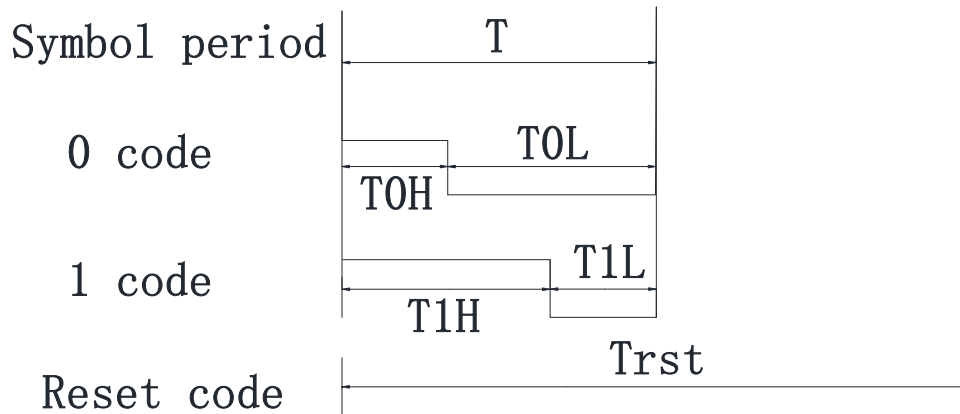 Symbol period
T
0 code
T0L
T0H
1 code
T1L
T1H
Trst
Reset code